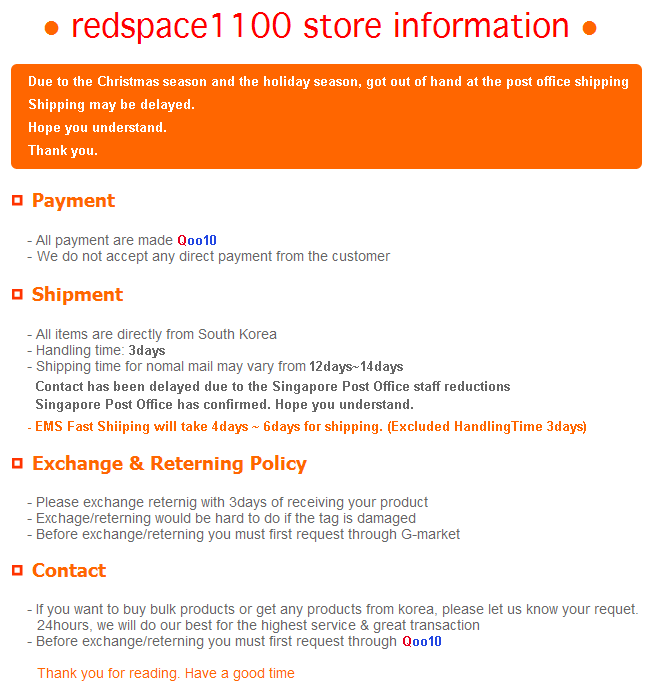 redspace1100 store information
Due to the Christmas season and the holiday season, got out of hand at the post office shipping
Shipping may be delayed.
Hope you understand.
Thank you.
Payment
- All payment are made Qoo10
- We do not accept any direct payment from the customer
Shipment
- All items are directly from South Korea
- Handling time: 3days
- Shipping time for nomal mail may vary from 12days~14days
Contact has been delayed due to the Singapore Post Office staff reductions
Singapore Post Office has confirmed. Hope you understand.
- EMS Fast Shiiping will take 4days ~ 6days for shipping. (Excluded HandlingTime 3days)
Exchange & Reterning Policy
- Please exchange reternig with 3days of receiving your product
- Exchage/reterning would be hard to do if the tag is damaged
- Before exchange/reterning you must first request through G-market
Contact
- If you want to buy bulk products or get any products from korea, please let us know your requet.
24hours, we will do our best for the highest service & great transaction
- Before exchange/reterning you must first request through Qoo10
Thank you for reading. Have a good time